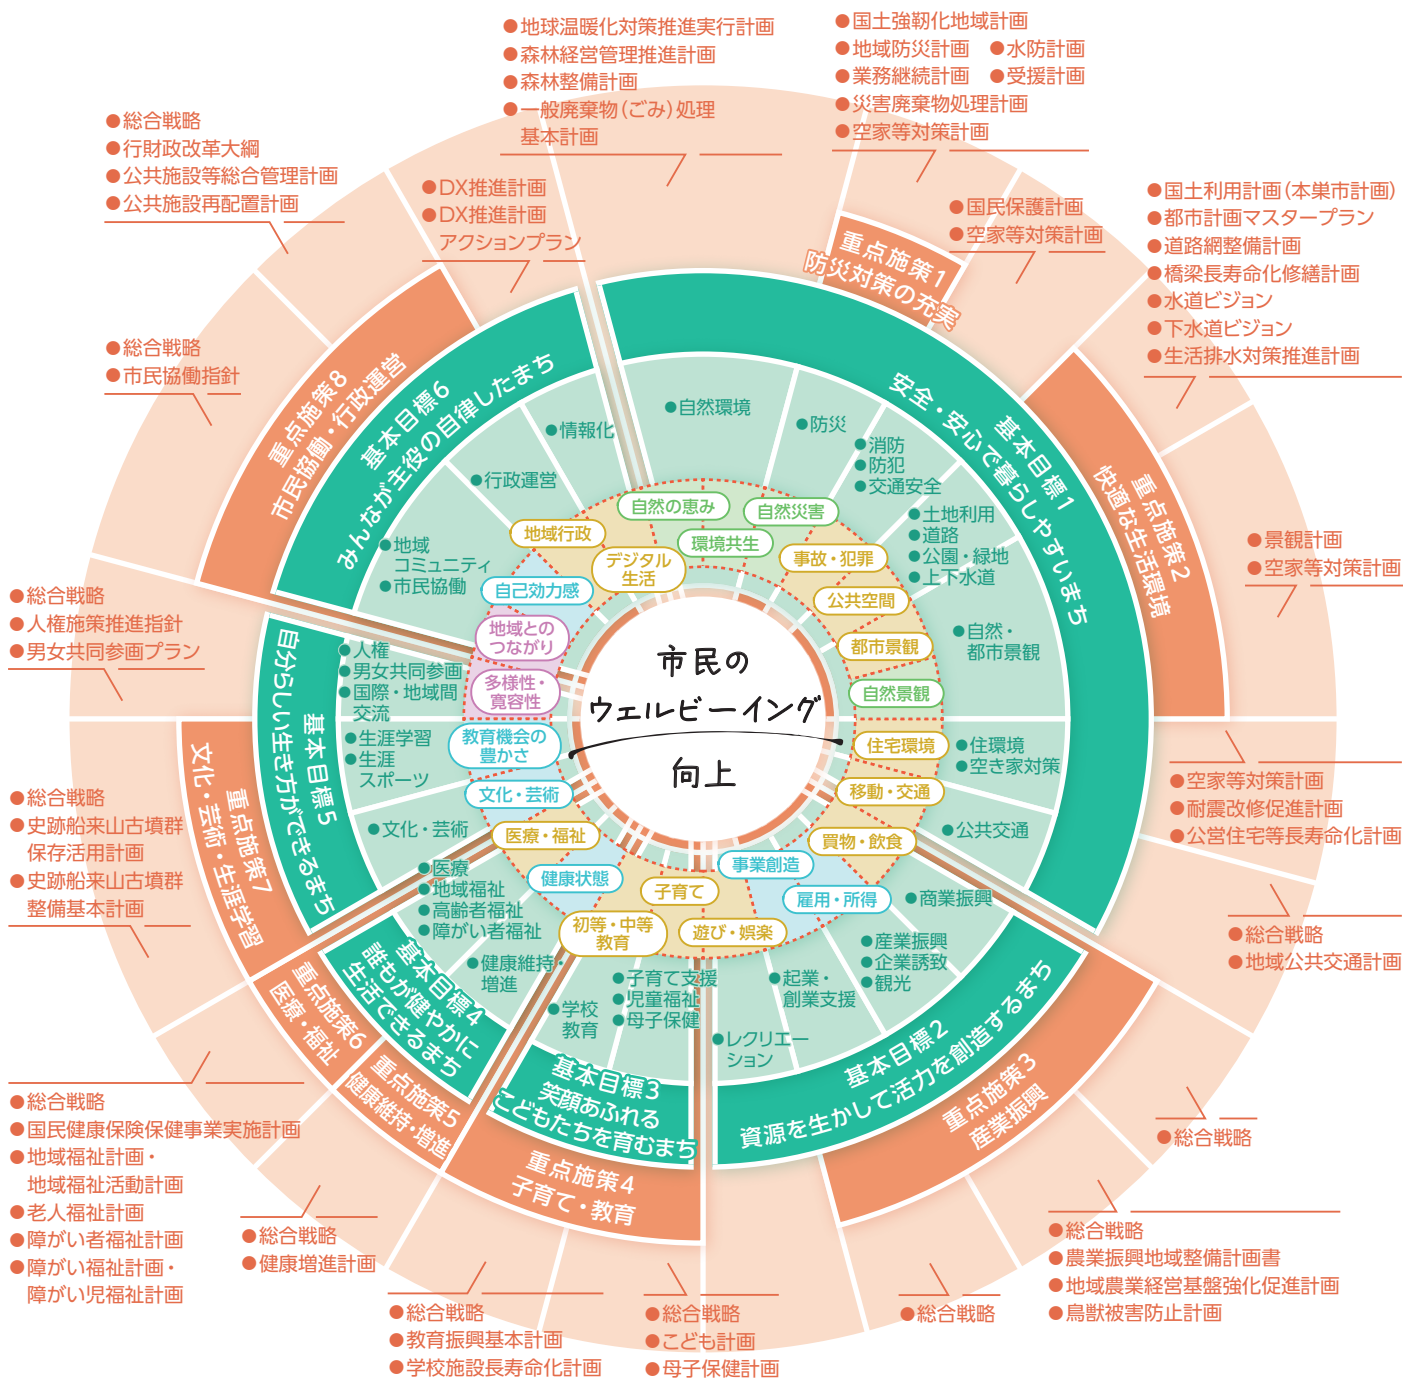 ●地球温暖化対策推進実行計画
●森林経営管理推進計画
●森林整備計画
●一般廃棄物（ごみ）処理
基本計画
●国土強靭化地域計画
●地域防災計画 ●水防計画
●業務継続計画 ●受援計画
●災害廃棄物処理計画
●空家等対策計画
●総合戦略
●行財政改革大綱
●公共施設等総合管理計画
●公共施設再配置計画
●DX推進計画
●DX推進計画
アクションプラン
●国民保護計画
●空家等対策計画
●国土利用計画（本巣市計画）
●都市計画マスタープラン
●道路網整備計画
●橋梁長寿命化修繕計画
●水道ビジョン
●下水道ビジョン
●生活排水対策推進計画
●総合戦略
●市民協働指針
●景観計画
●空家等対策計画
●総合戦略
●人権施策推進指針
●男女共同参画プラン
●空家等対策計画
●耐震改修促進計画
●公営住宅等長寿命化計画
●総合戦略
●史跡船来山古墳群
保存活用計画
●史跡船来山古墳群
整備基本計画
●総合戦略
●地域公共交通計画
●総合戦略
●国民健康保険保健事業実施計画
●地域福祉計画・
地域福祉活動計画
●老人福祉計画
●障がい者福祉計画
●障がい福祉計画・
障がい児福祉計画
●総合戦略
●健康増進計画
●総合戦略
●教育振興基本計画
●学校施設長寿命化計画
●総合戦略
●こども計画
●母子保健計画
●総合戦略
●総合戦略
●農業振興地域整備計画書
●地域農業経営基盤強化促進計画
●鳥獣被害防止計画
●総合戦略
重点施策1
防災対策の充実
重点施策2
快適な生活環境
重点施策3
産業振興
重点施策4
子育て・教育
重点施策5
健康維持・増進
重点施策6
医療・福祉
重点施策7
文化・芸術・生涯学習
重点施策8
市民協働・行政運営
基本目標1
安全・安心で暮らしやすいまち
基本目標2
資源を生かして活力を創造するまち
基本目標3
笑顔あふれる
こどもたちを育むまち
基本目標4
誰もが健やかに
生活できるまち
基本目標5
自分らしい生き方ができるまち
基本目標6
みんなが主役の自律したまち
●自然環境
●防災
●消防
●防犯
●交通安全
●土地利用
●道路
●公園・緑地
●上下水道
●自然・
都市景観
●住環境
●空き家対策
●公共交通
●商業振興
●産業振興
●企業誘致
●観光
●起業・
創業支援
●レクリエー
ション
●子育て支援
●児童福祉
●母子保健
●学校
教育
●健康維持・
増進
●医療
●地域福祉
●高齢者福祉
●障がい者福祉
●文化・芸術
●生涯学習
●生涯
スポーツ
●人権
●男女共同参画
●国際・地域間
交流
●地域
コミュニティ
●市民協働
●行政運営
●情報化
自然の恵み
自然災害
環境共生
事故・犯罪
公共空間
都市景観
自然景観
住宅環境
移動・交通
買物・飲食
事業創造
雇用・所得
子育て
遊び・娯楽
初等・中等
教育
健康状態
医療・福祉
文化・芸術
教育機会の
豊かさ
多様性・
寛容性
地域との
つながり
自己効力感
地域行政
デジタル
生活
市民の
ウェルビーイング
向上